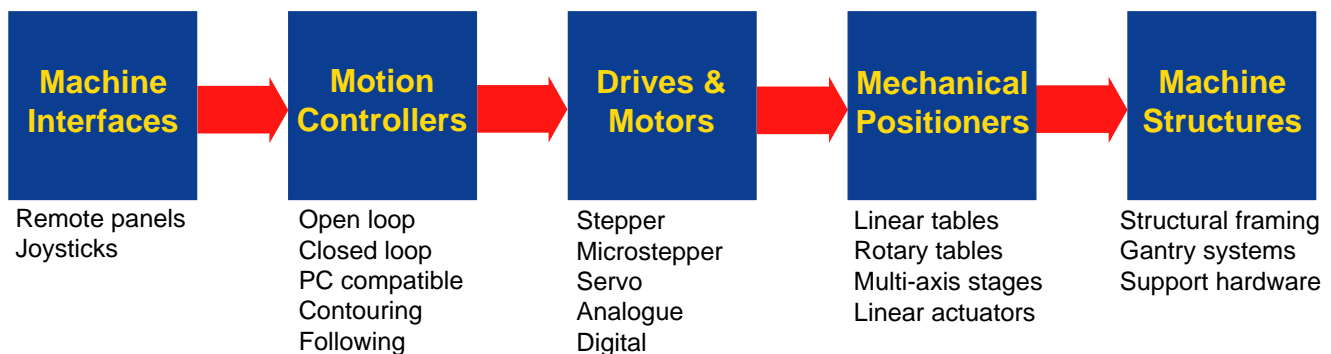 Machine
Interfaces
Motion
Controllers
Drives &
Motors
Mechanical
Positioners
Machine
Structures
Remote panels
Joysticks
Open loop
Closed loop
PC compatible
Contouring
Following
Stepper
Microstepper
Servo
Analogue
Digital
Linear tables
Rotary tables
Multi-axis stages
Linear actuators
Structural framing
Gantry systems
Support hardware